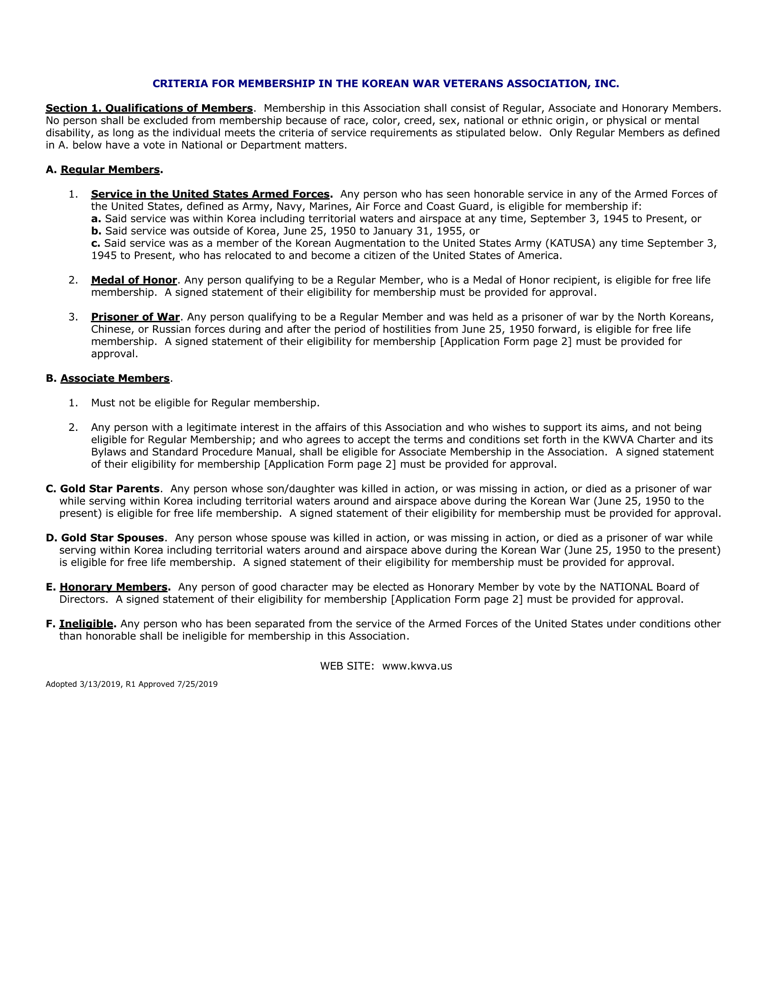 CRITERIA FOR MEMBERSHIP IN THE KOREAN WAR VETERANS ASSOCIATION, INC.
Section 1. Qualifications of Members.  Membership in this Association shall consist of Regular, Associate and Honorary Members.
No person shall be excluded from membership because of race, color, creed, sex, national or ethnic origin, or physical or mental
disability, as long as the individual meets the criteria of service requirements as stipulated below.  Only Regular Members as defined
in A. below have a vote in National or Department matters.
A. Regular Members.
1. Service in the United States Armed Forces.  Any person who has seen honorable service in any of the Armed Forces of
the United States, defined as Army, Navy, Marines, Air Force and Coast Guard, is eligible for membership if:
a. Said service was within Korea including territorial waters and airspace at any time, September 3, 1945 to Present, or
b. Said service was outside of Korea, June 25, 1950 to January 31, 1955, or
c. Said service was as a member of the Korean Augmentation to the United States Army (KATUSA) any time September 3,
1945 to Present, who has relocated to and become a citizen of the United States of America.
2. Medal of Honor. Any person qualifying to be a Regular Member, who is a Medal of Honor recipient, is eligible for free life
membership.  A signed statement of their eligibility for membership must be provided for approval.
3. Prisoner of War. Any person qualifying to be a Regular Member and was held as a prisoner of war by the North Koreans,
Chinese, or Russian forces during and after the period of hostilities from June 25, 1950 forward, is eligible for free life
membership.  A signed statement of their eligibility for membership [Application Form page 2] must be provided for
approval.
B. Associate Members.
1. Must not be eligible for Regular membership.
2. Any person with a legitimate interest in the affairs of this Association and who wishes to support its aims, and not being
eligible for Regular Membership; and who agrees to accept the terms and conditions set forth in the KWVA Charter and its
Bylaws and Standard Procedure Manual, shall be eligible for Associate Membership in the Association.  A signed statement
of their eligibility for membership [Application Form page 2] must be provided for approval.
C. Gold Star Parents.  Any person whose son/daughter was killed in action, or was missing in action, or died as a prisoner of war
while serving within Korea including territorial waters around and airspace above during the Korean War (June 25, 1950 to the
present) is eligible for free life membership.  A signed statement of their eligibility for membership must be provided for approval.
D. Gold Star Spouses.  Any person whose spouse was killed in action, or was missing in action, or died as a prisoner of war while
serving within Korea including territorial waters around and airspace above during the Korean War (June 25, 1950 to the present)
is eligible for free life membership.  A signed statement of their eligibility for membership must be provided for approval.
E. Honorary Members.  Any person of good character may be elected as Honorary Member by vote by the NATIONAL Board of
Directors.  A signed statement of their eligibility for membership [Application Form page 2] must be provided for approval.
F. Ineligible. Any person who has been separated from the service of the Armed Forces of the United States under conditions other
than honorable shall be ineligible for membership in this Association.
WEB SITE:  www.kwva.us
Adopted 3/13/2019, R1 Approved 7/25/2019